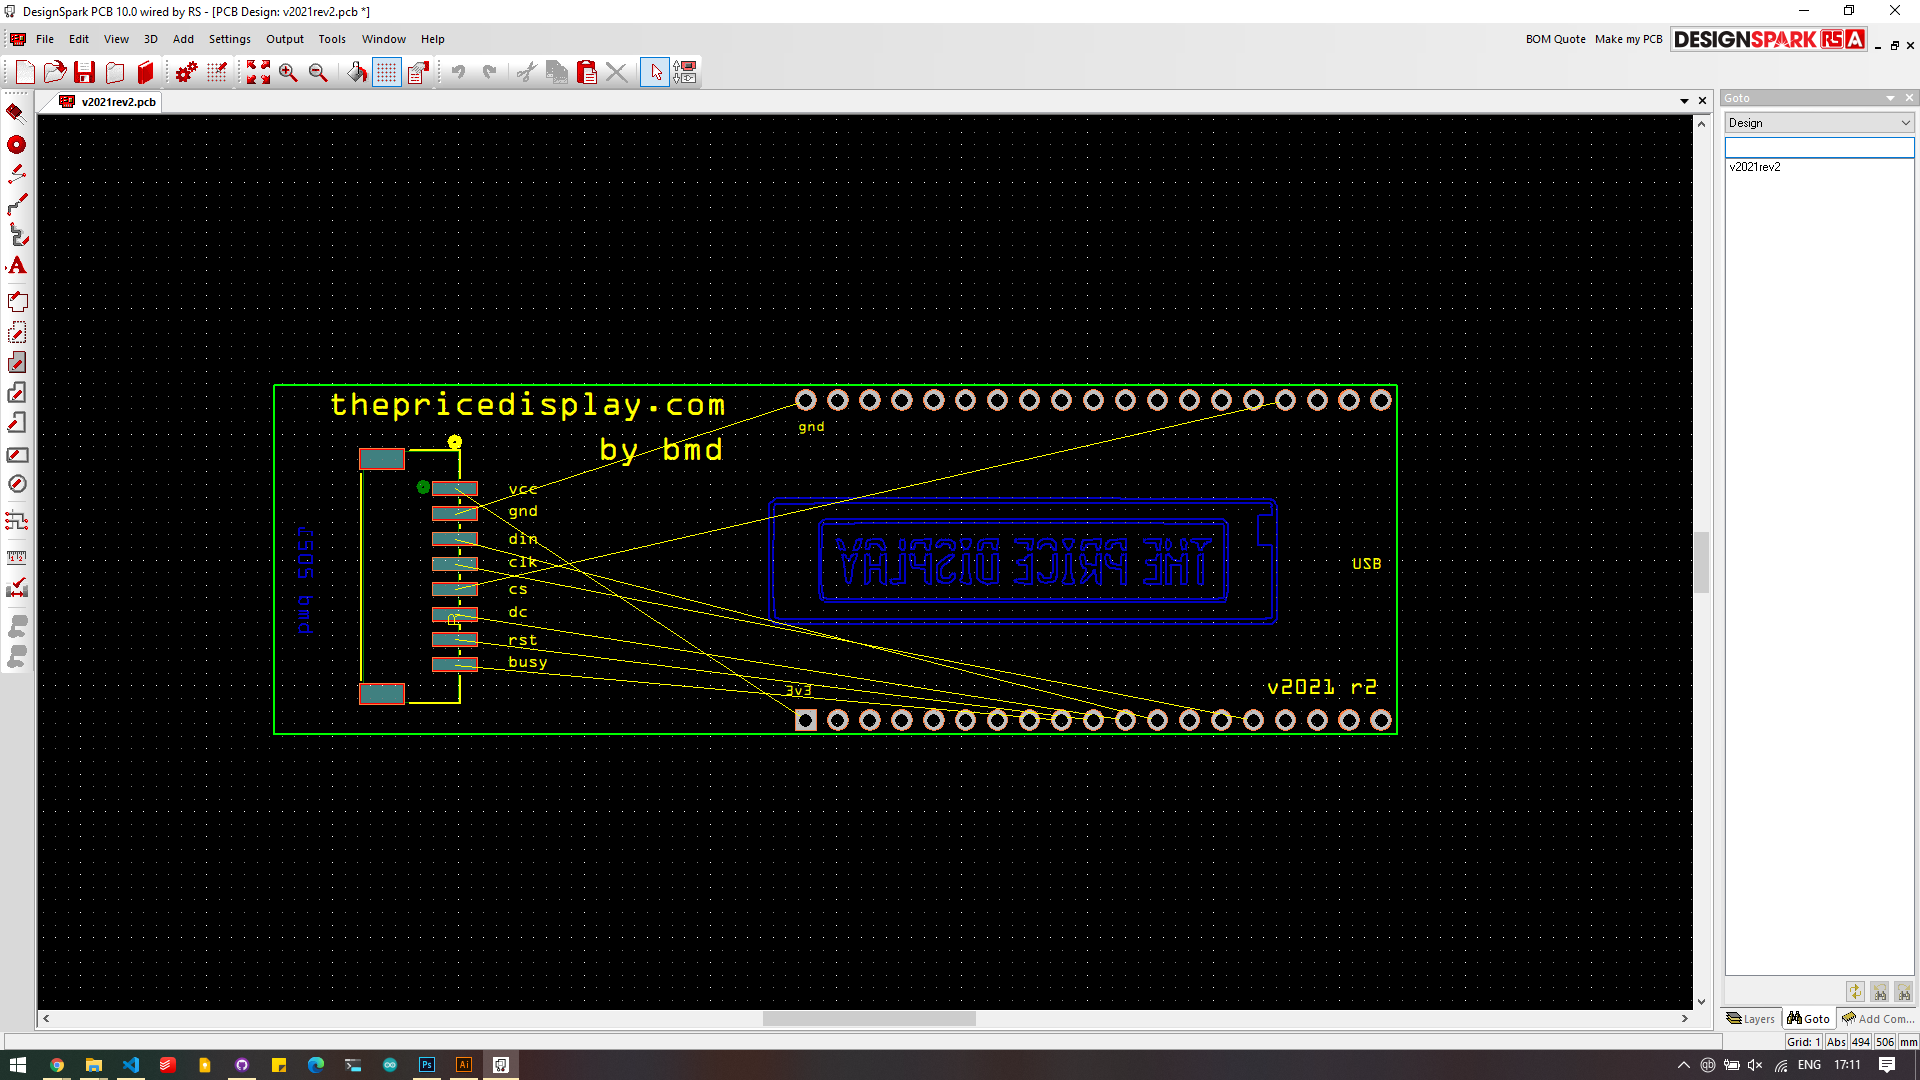 DesignSpark PCB 10.0 wired by RS - [PCB Design: v2021rev2.pcb *]
File Edit View 3D Add Settings Output Tools Window Help
BOM Quote Make my PCB DESIGNSPARK RS A
v2021rev2.pcb
Goto
Design
v2021rev2
thepricedisplay.com
by bmd
gnd
vcc
gnd
din
clk
cs
dc
rst
busy
THE PRICE DISPLAY
USB
3v3
v2021 r2
Layers Goto Add Com...
Grid: 1 Abs 494 506 mm
Ps Ai ENG 17:11